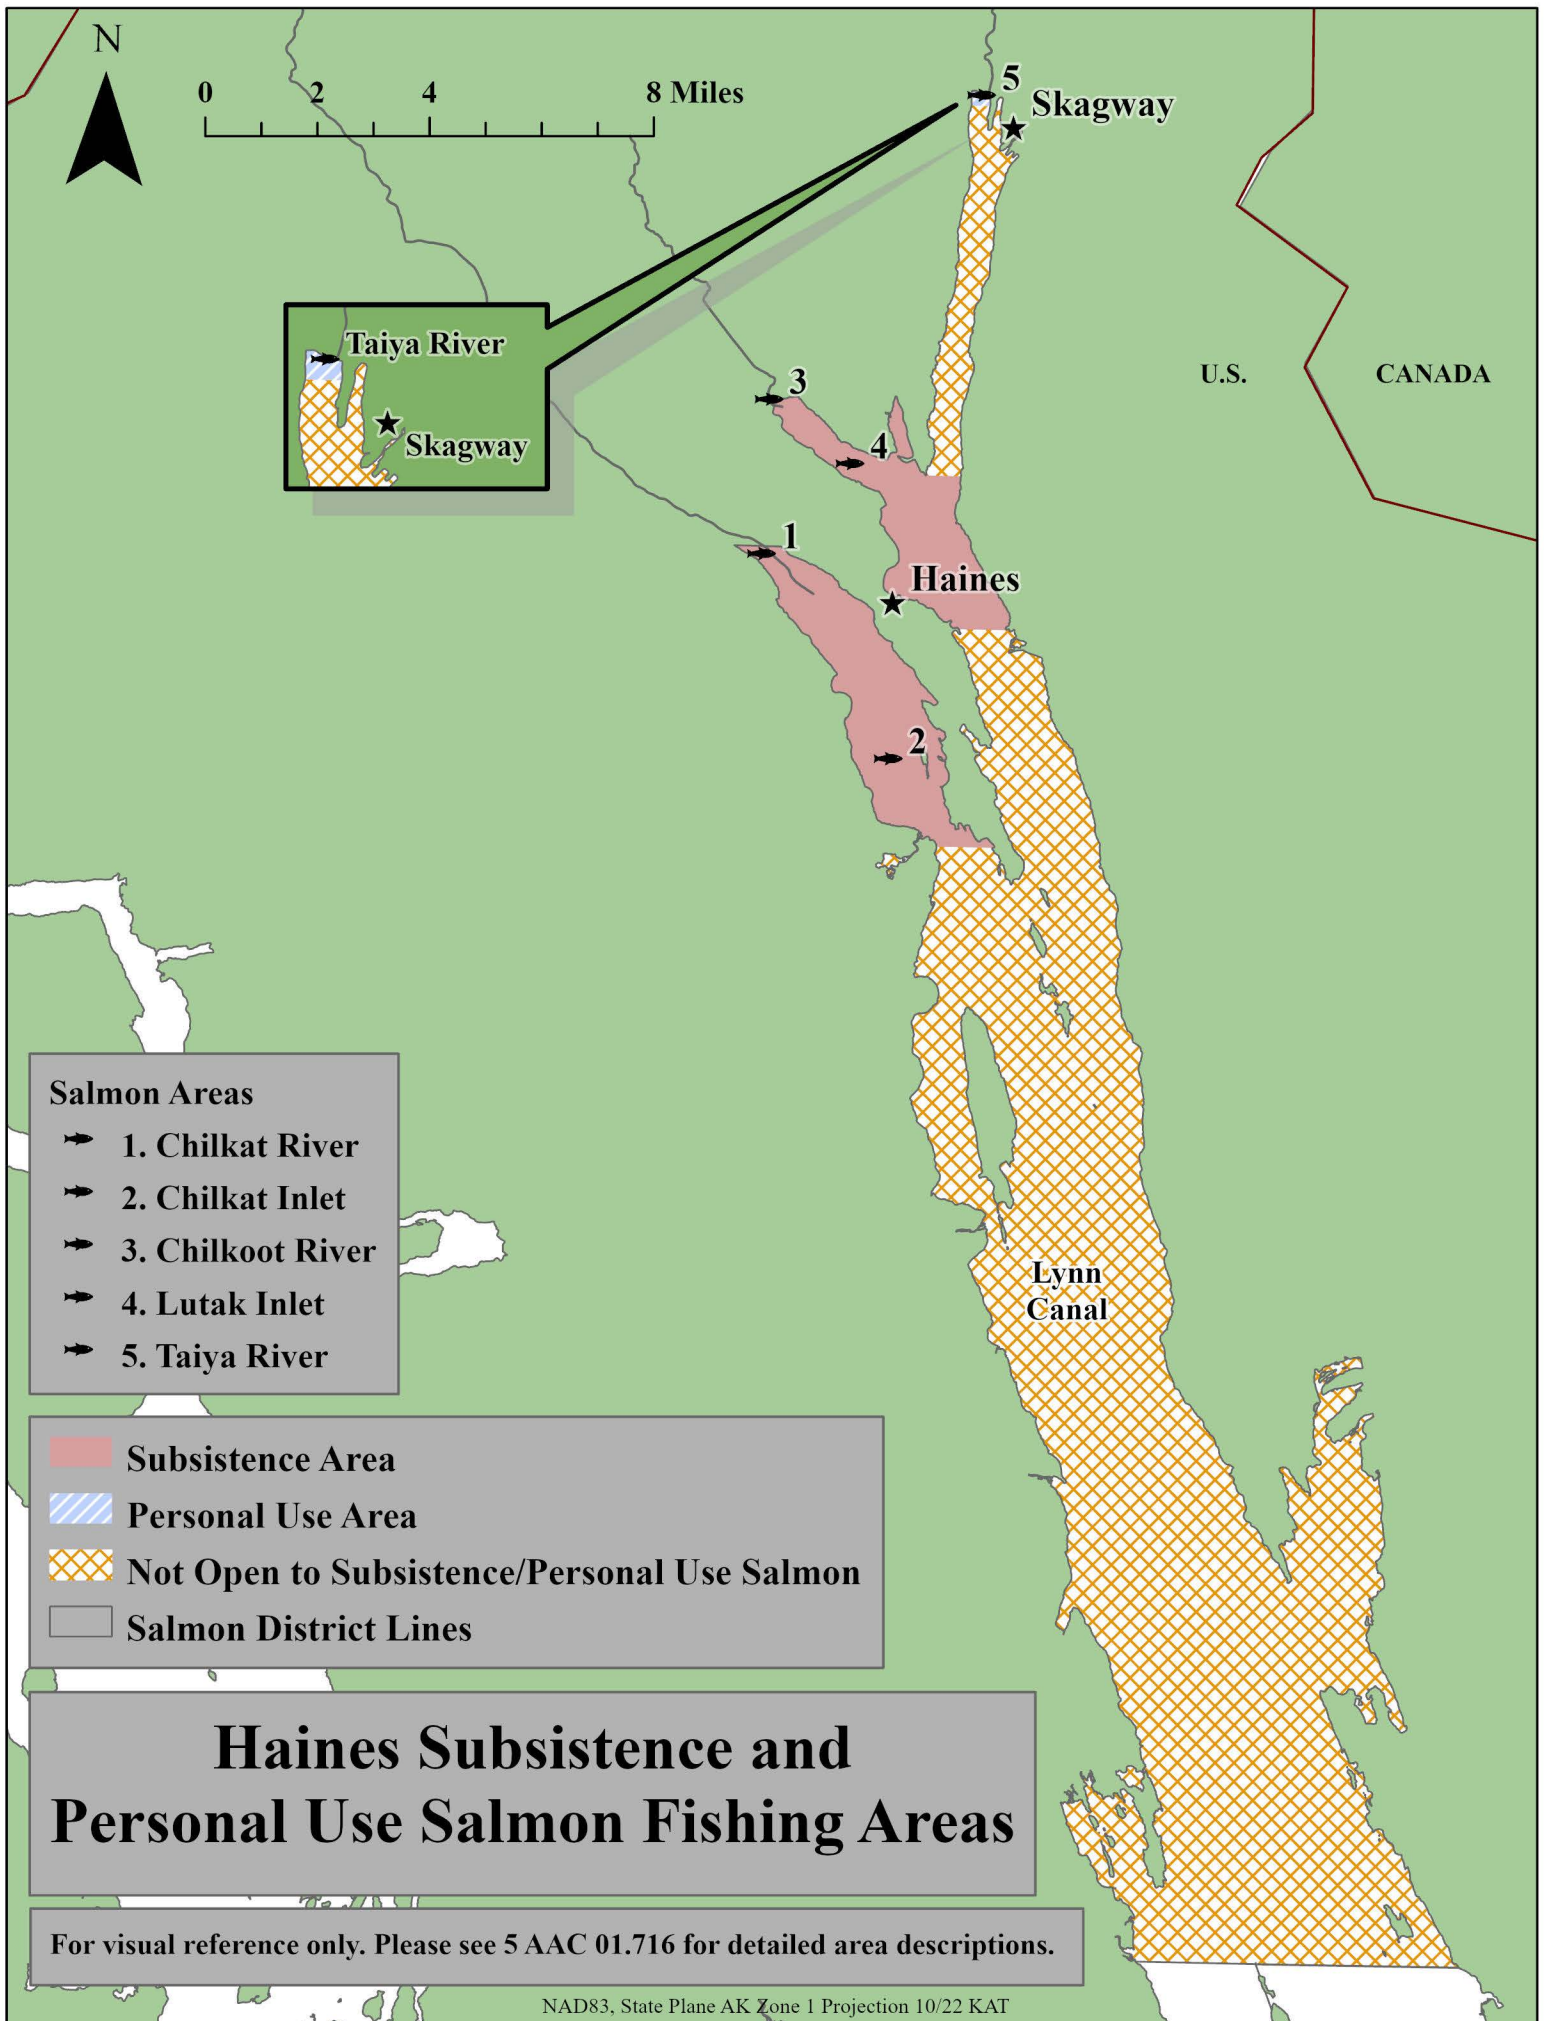 N
0 2 4 8 Miles
5
Skagway
Taiya River
Skagway
U.S.
CANADA
3
4
1
Haines
2
Lynn
Canal
Salmon Areas
1. Chilkat River
2. Chilkat Inlet
3. Chilkoot River
4. Lutak Inlet
5. Taiya River
Subsistence Area
Personal Use Area
Not Open to Subsistence/Personal Use Salmon
Salmon District Lines
Haines Subsistence and
Personal Use Salmon Fishing Areas
For visual reference only. Please see 5 AAC 01.716 for detailed area descriptions.
NAD83, State Plane AK Zone 1 Projection 10/22 KAT